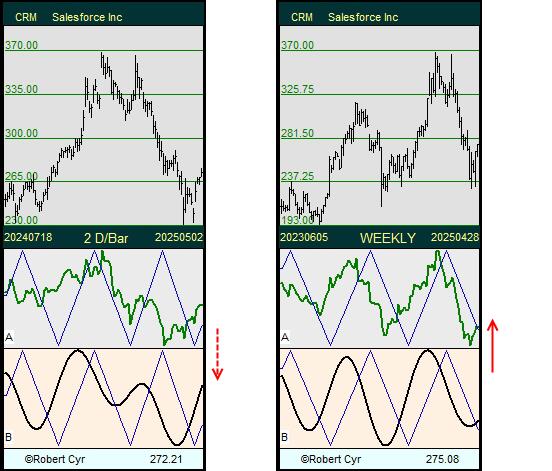 CRM Salesforce Inc
370.00
335.00
300.00
265.00
230.00
20240718 2 D/Bar 20250502
A
B
©Robert Cyr 272.21
CRM Salesforce Inc
370.00
325.75
281.50
237.25
193.00
20230605 WEEKLY 20250428
A
B
©Robert Cyr 275.08